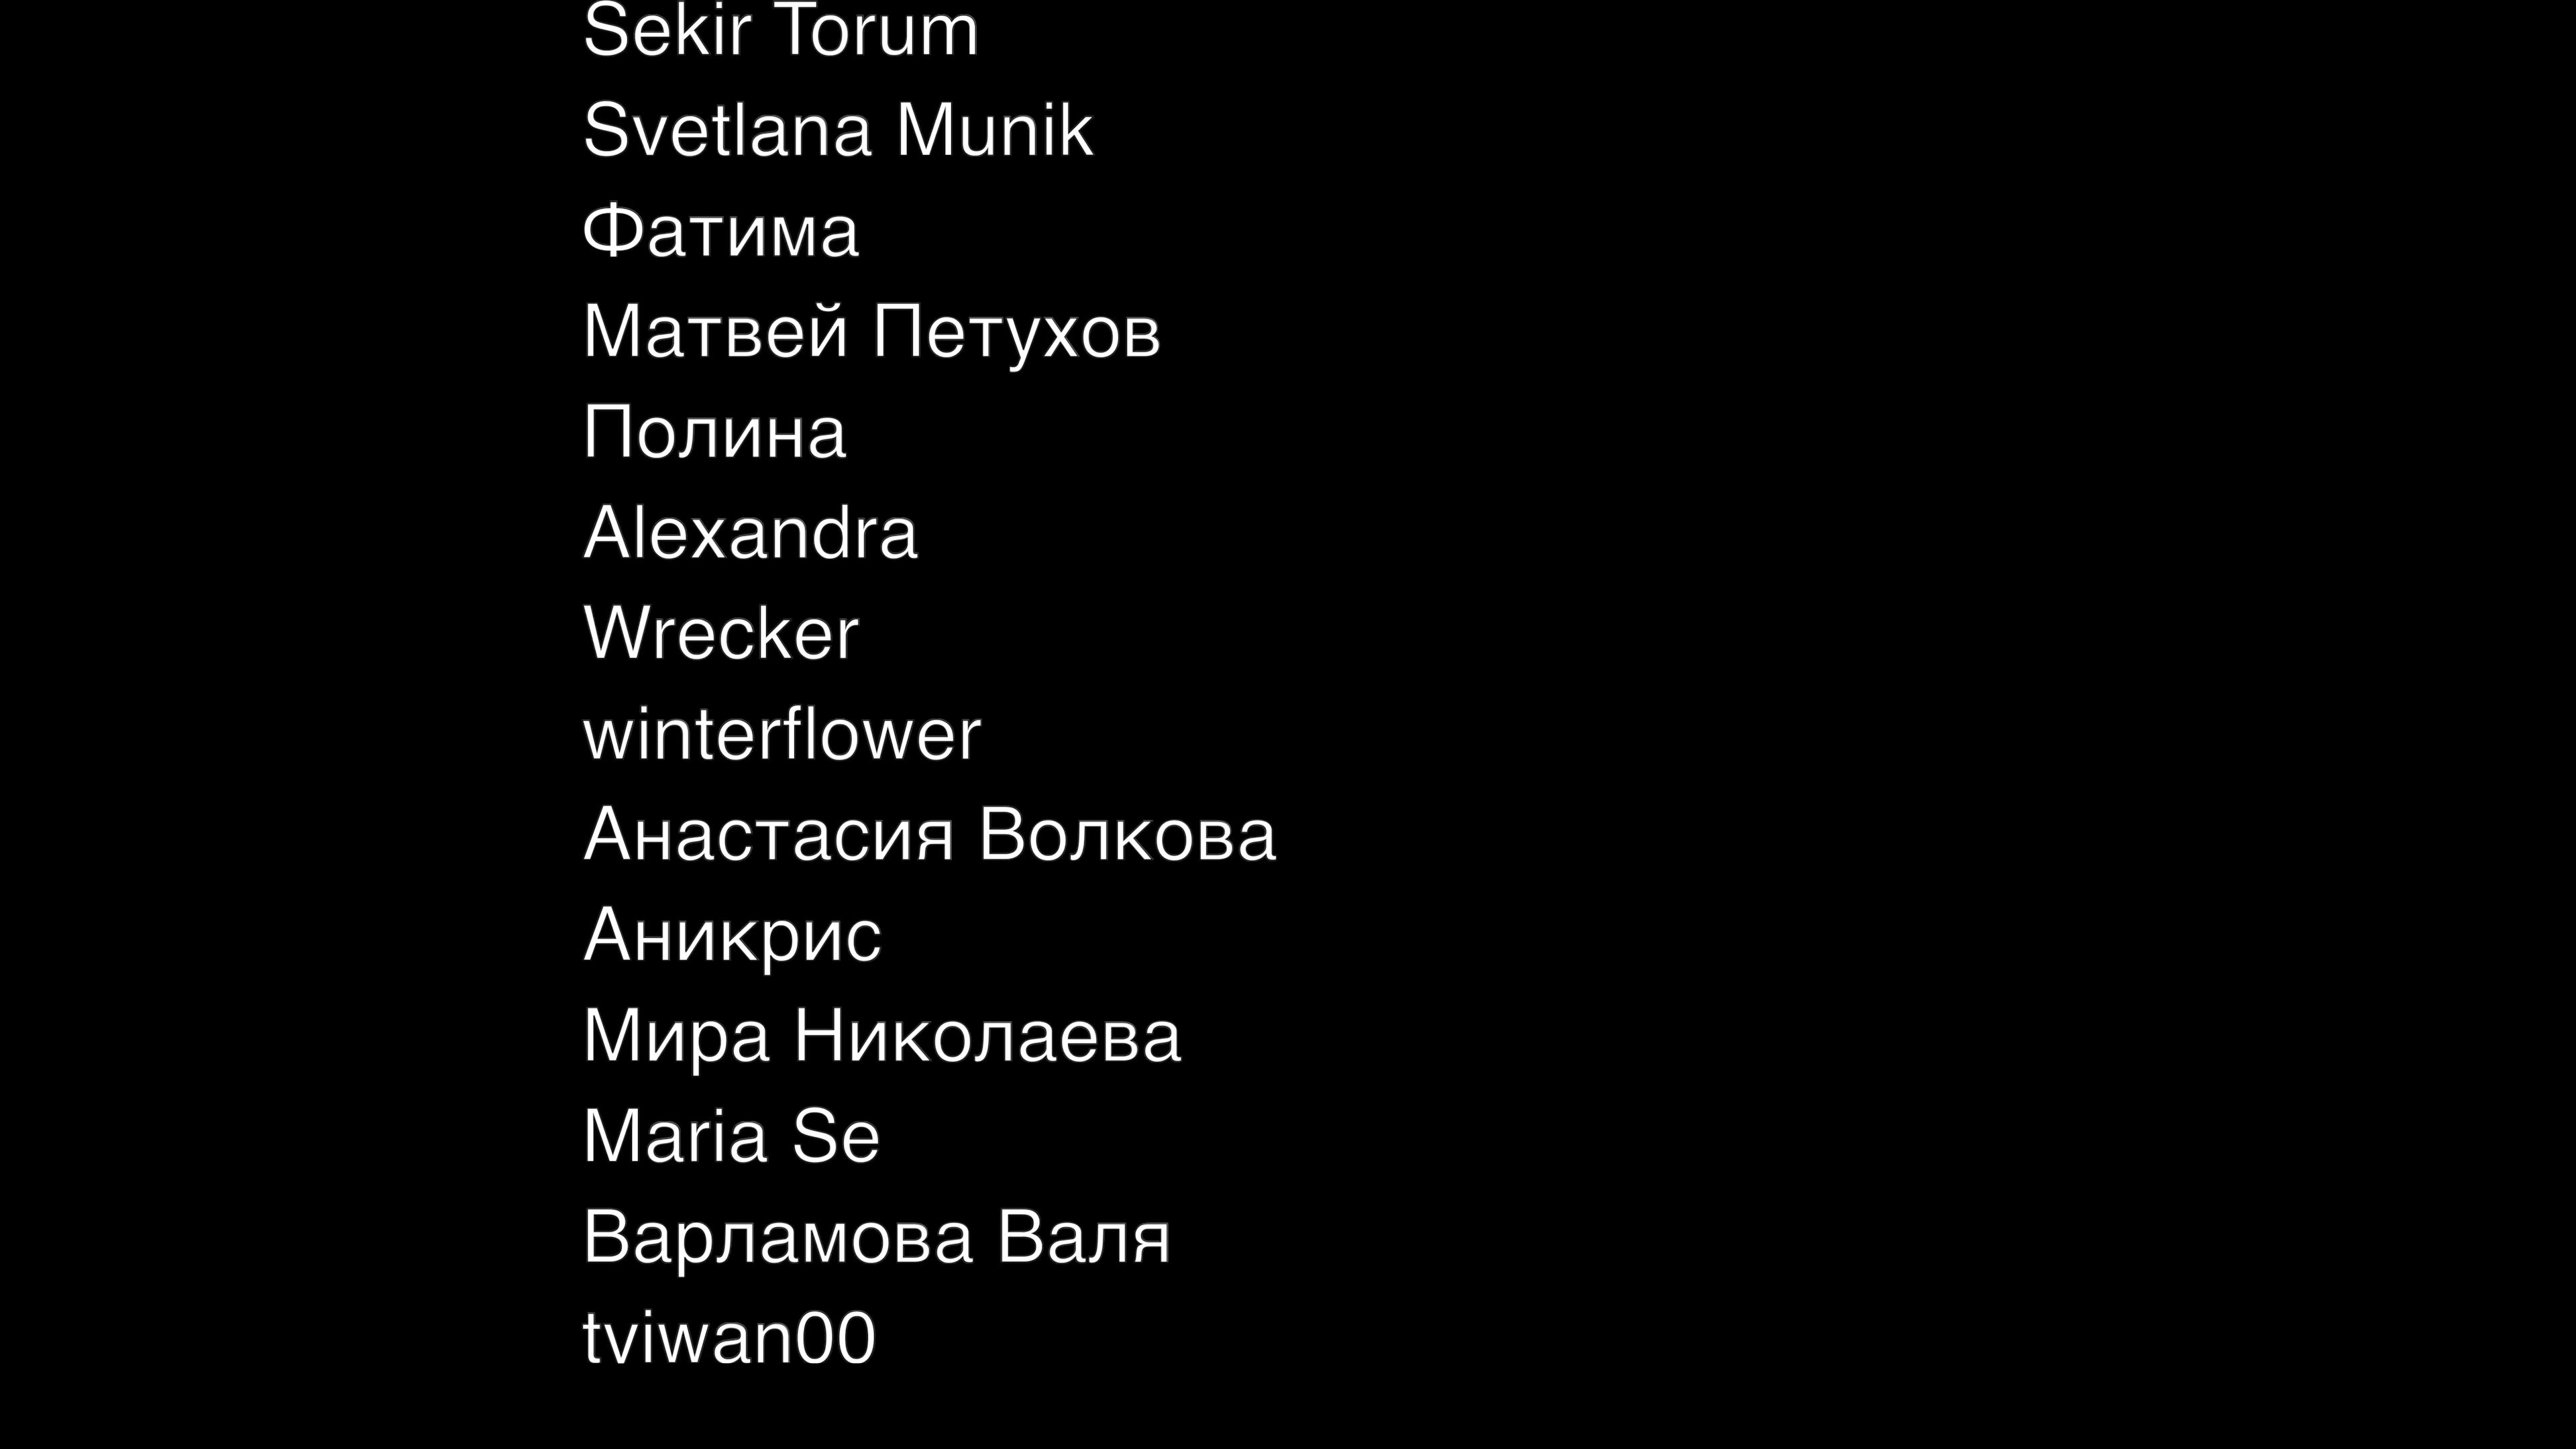 Sekir Torum
Svetlana Munik
Фатима
Матвей Петухов
Полина
Alexandra
Wrecker
winterflower
Анастасия Волкова
Аникрис
Мира Николаева
Maria Se
Варламова Валя
tviwan00